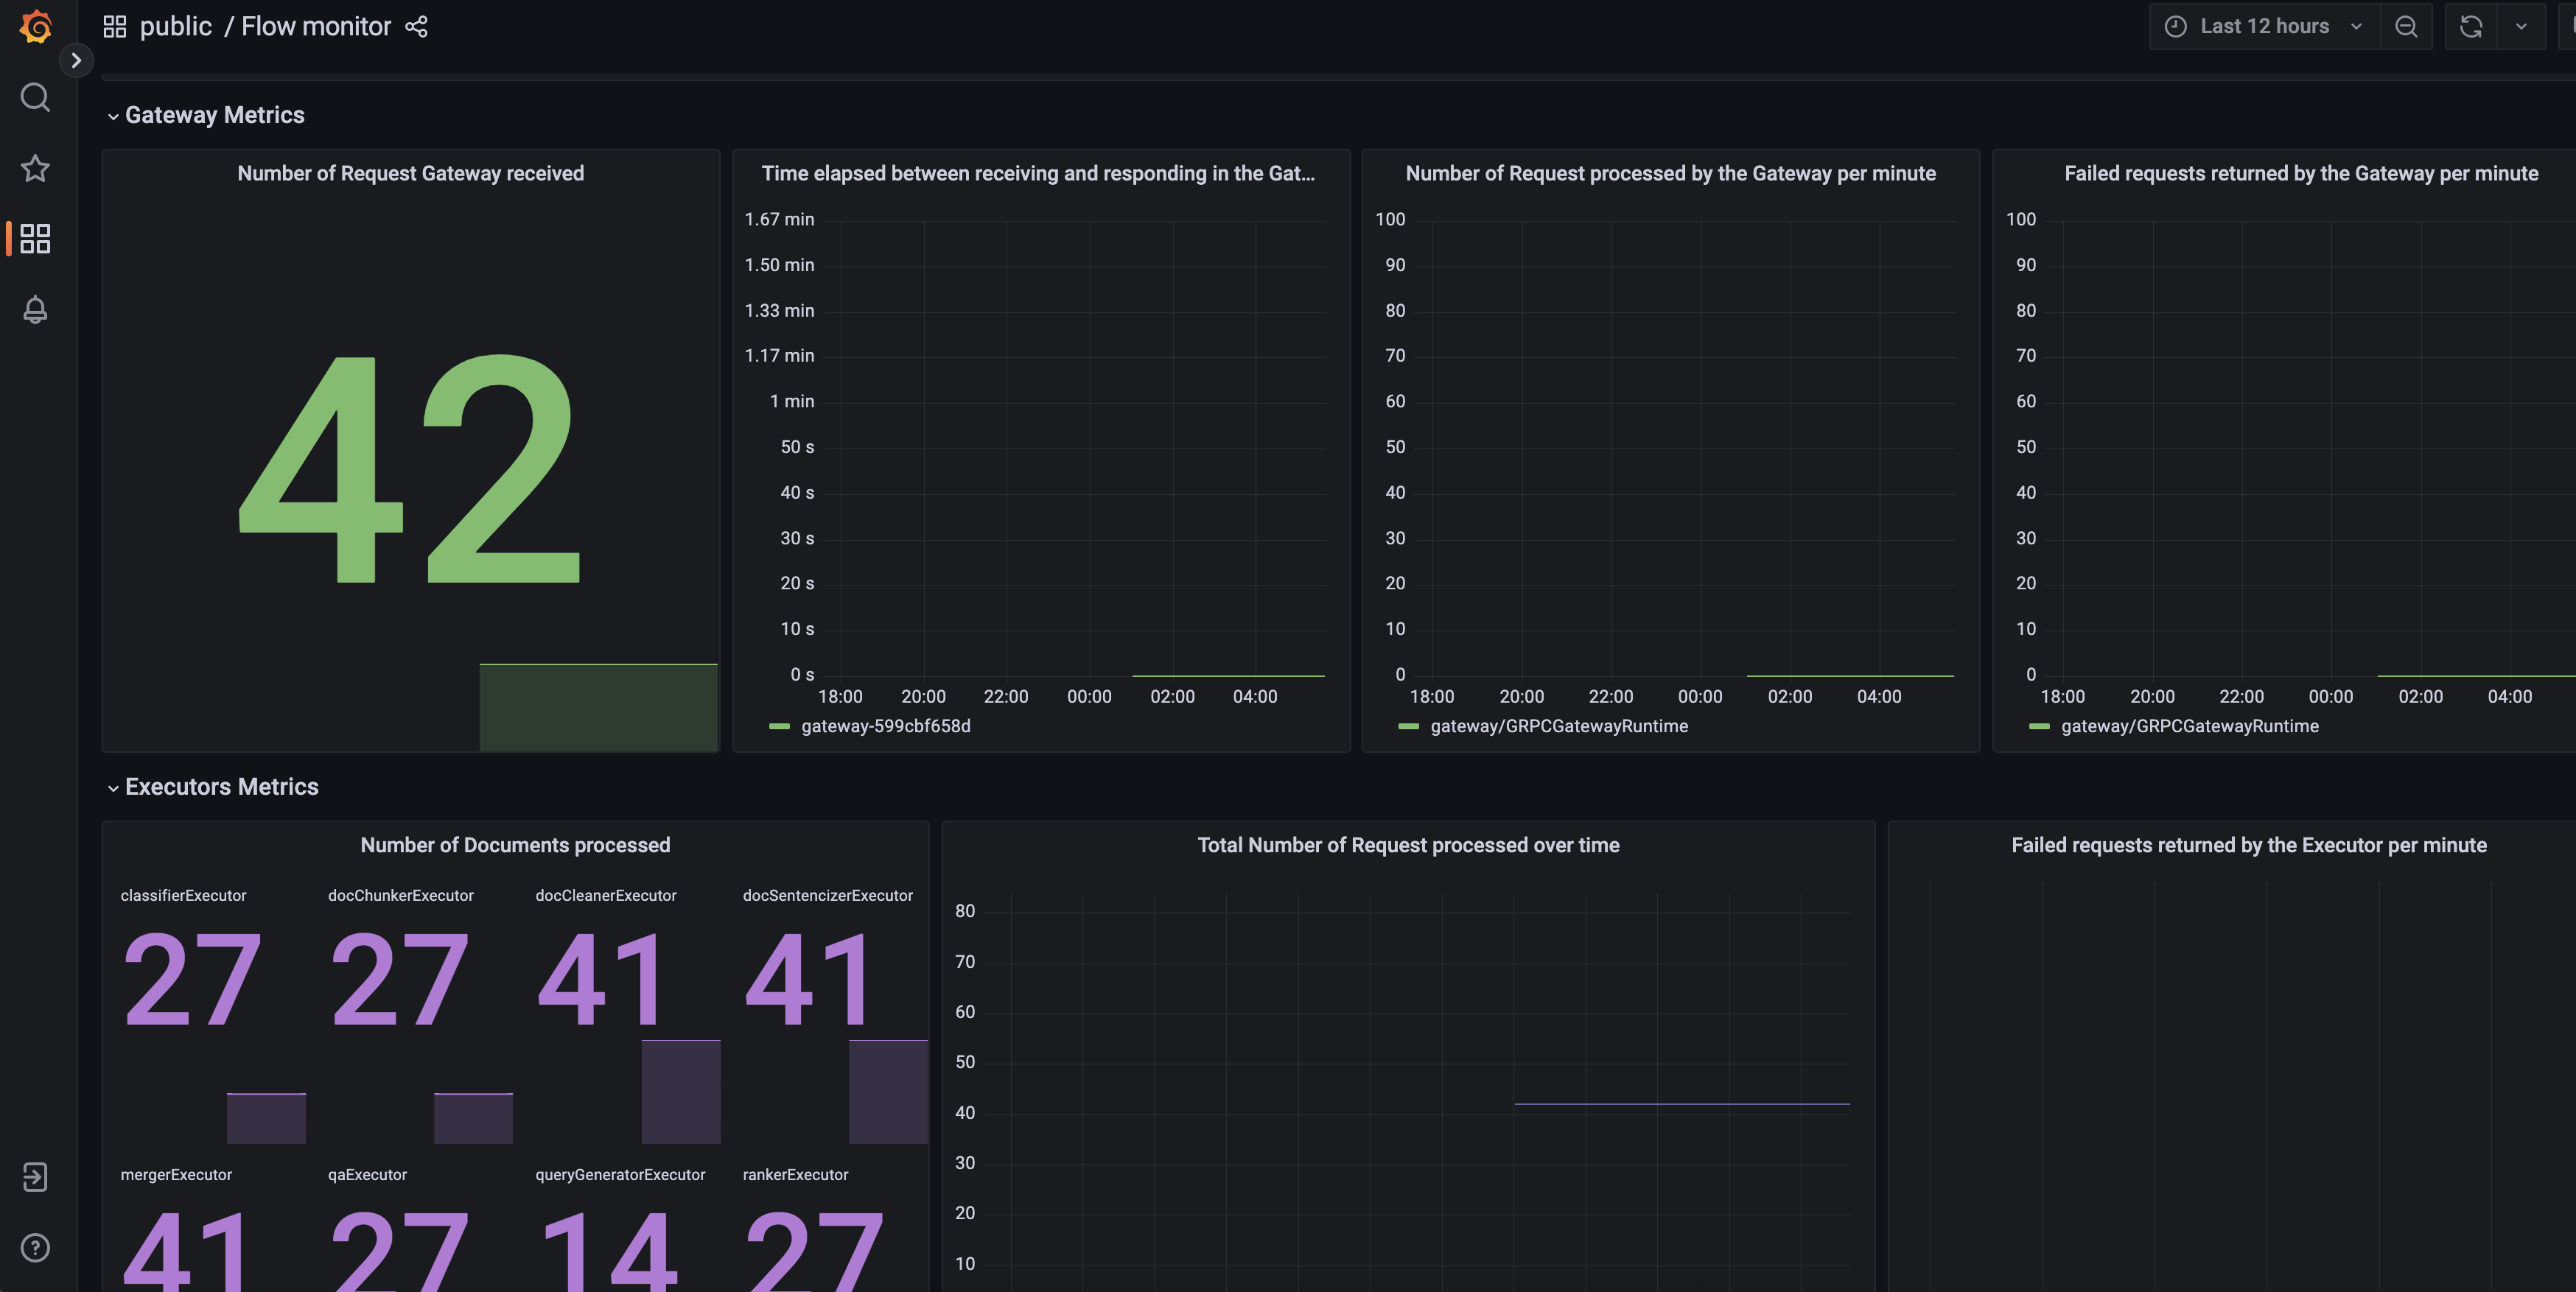 public / Flow monitor
Last 12 hours
Gateway Metrics
Number of Request Gateway received
42
Time elapsed between receiving and responding in the Gat...
1.67 min
1.50 min
1.33 min
1.17 min
1 min
50 s
40 s
30 s
20 s
10 s
0 s
18:00 20:00 22:00 00:00 02:00 04:00
gateway-599cbf658d
Number of Request processed by the Gateway per minute
100
90
80
70
60
50
40
30
20
10
0
18:00 20:00 22:00 00:00 02:00 04:00
gateway/GRPCGatewayRuntime
Failed requests returned by the Gateway per minute
100
90
80
70
60
50
40
30
20
10
0
18:00 20:00 22:00 00:00 02:00 04:00
gateway/GRPCGatewayRuntime
Executors Metrics
Number of Documents processed
classifierExecutor docChunkerExecutor docCleanerExecutor docSentencizerExecutor
27 27 41 41
mergerExecutor qaExecutor queryGeneratorExecutor rankerExecutor
41 27 14 27
Total Number of Request processed over time
80
70
60
50
40
30
20
10
Failed requests returned by the Executor per minute